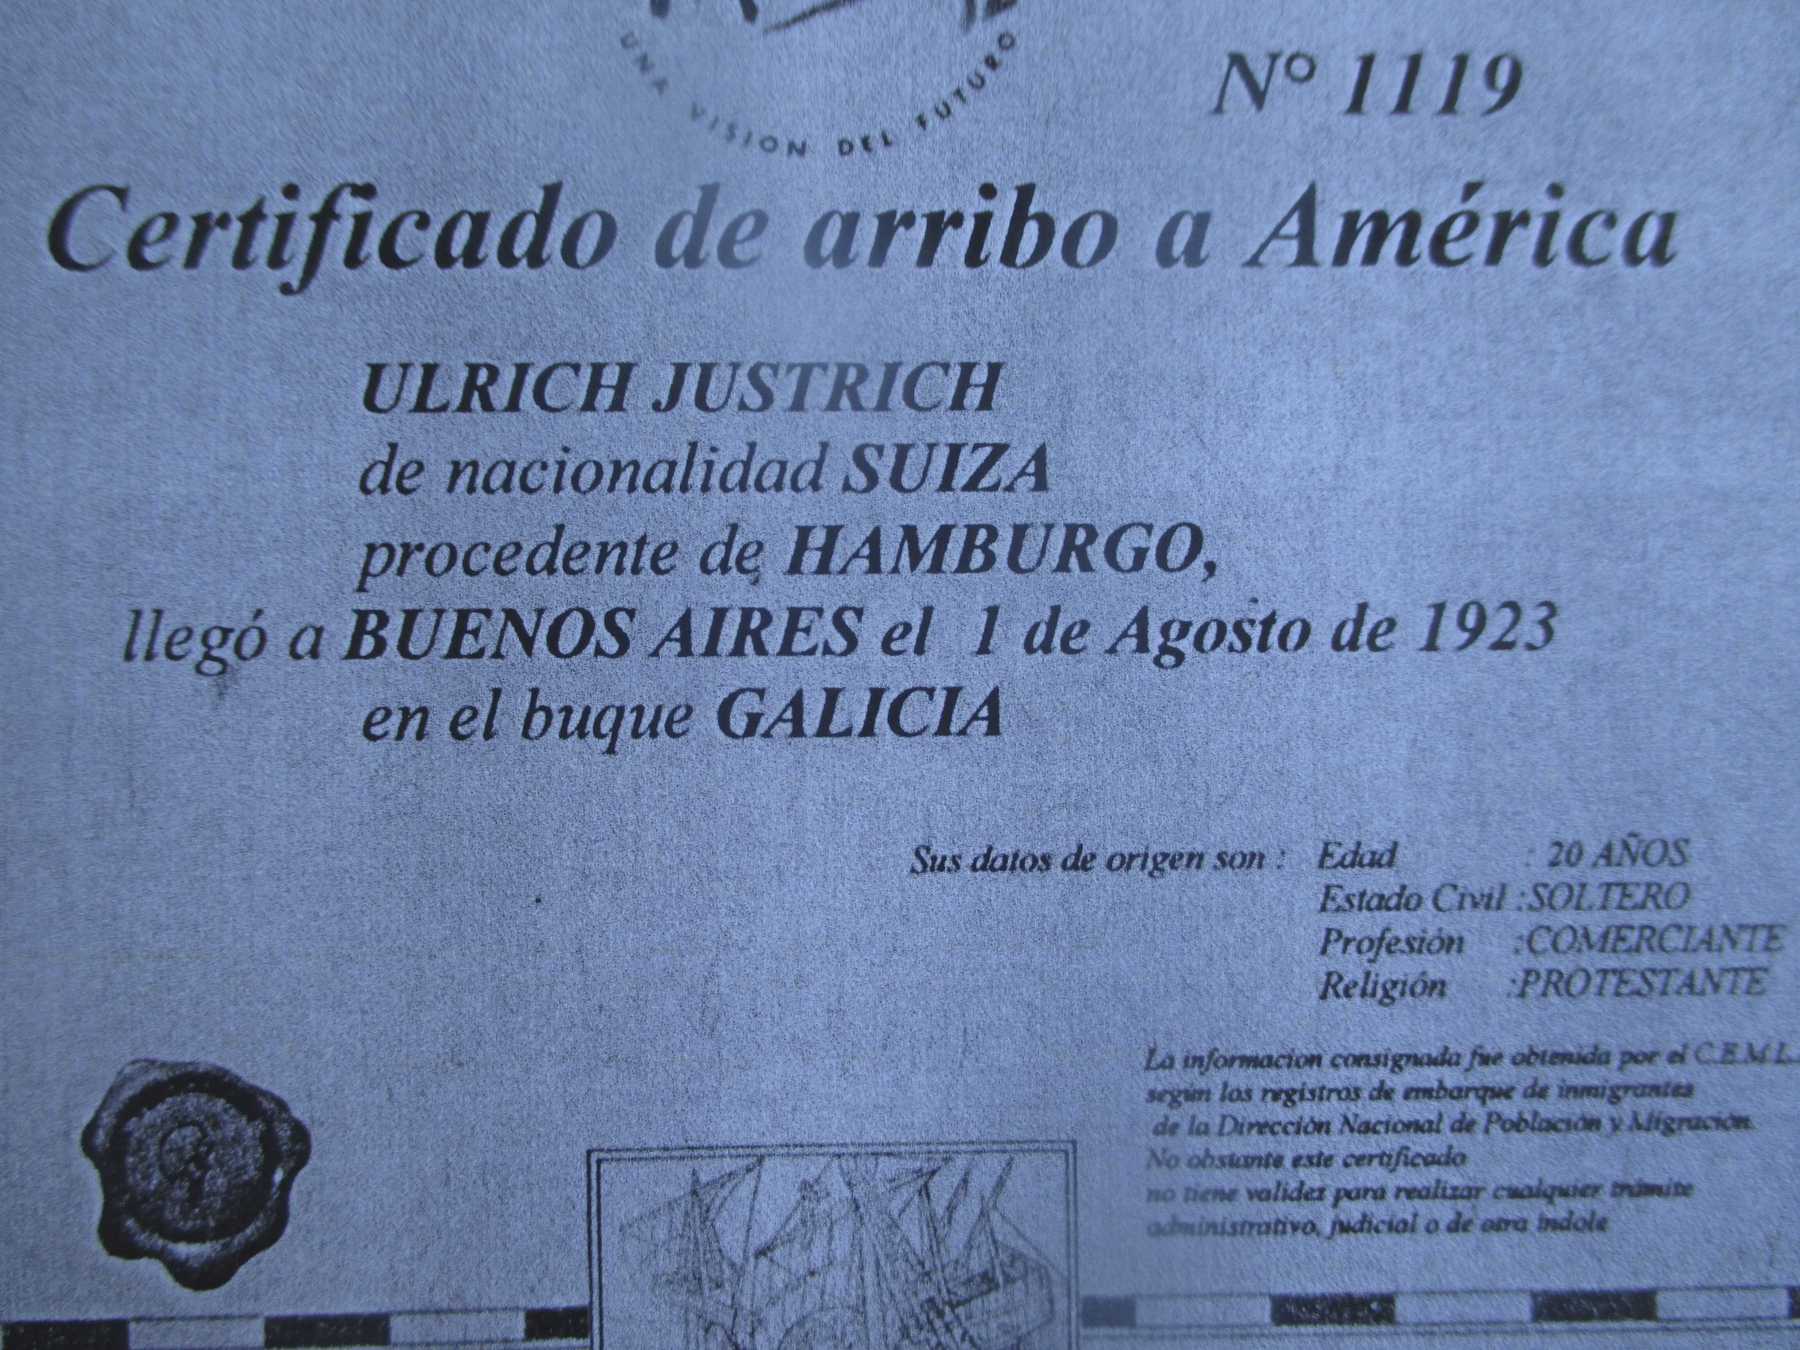 UNA VISION DEL FUTURO
Nº 1119
Certificado de arribo a América
ULRICH JUSTRICH
de nacionalidad SUIZA
procedente de HAMBURGO,
llegó a BUENOS AIRES el 1 de Agosto de 1923
en el buque GALICIA
Sus datos de origen son : Edad : 20 AÑOS
Estado Civil :SOLTERO
Profesión :COMERCIANTE
Religión :PROTESTANTE
La informacion consignada fue obtenida por el C.E.M.L.
segun los registros de embarque de inmigrantes
de la Dirección Nacional de Población y Migración.
No obstante este certificado
no tiene validez para realizar cualquier trámite
administrativo, judicial o de otra indole